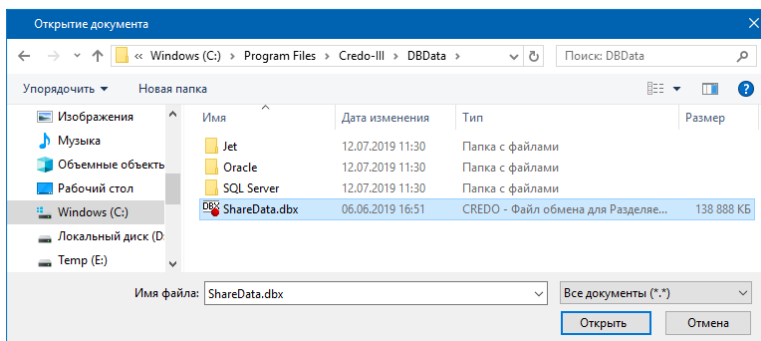 Открытие документа
« Windows (C:) › Program Files › Credo-III › DBData ›
Поиск: DBData
Упорядочить
Новая папка
Имя
Дата изменения
Тип
Размер
Изображения
Музыка
Объемные объекть
Рабочий стол
Windows (C:)
Локальный диск (D:
Temp (E:)
Jet 12.07.2019 11:30 Папка с файлами
Oracle 12.07.2019 11:30 Папка с файлами
SQL Server 12.07.2019 11:30 Папка с файлами
DBX ShareData.dbx 06.06.2019 16:51 CREDO - Файл обмена для Разделяе... 138 888 КБ
Имя файла: ShareData.dbx
Все документы (*.*)
Открыть
Отмена